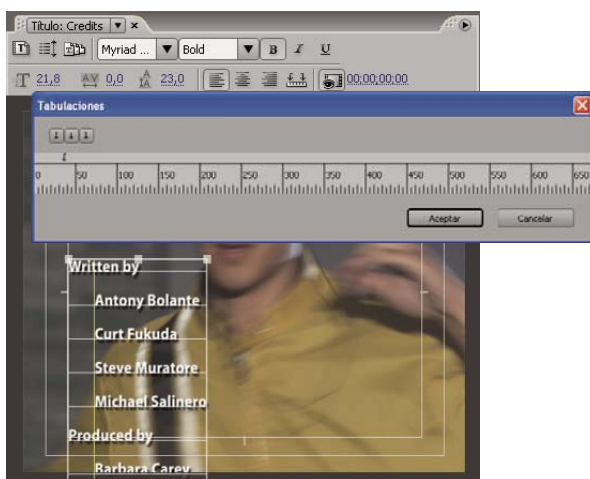 Título: Credits
Myriad ... Bold B I U
21,8 0,0 23,0 00;00;00;00
Tabulaciones
0 50 100 150 200 250 300 350 400 450 500 550 600 650
Aceptar Cancelar
Written by
Antony Bolante
Curt Fukuda
Steve Muratore
Michael Salinero
Produced by
Barbara Carey